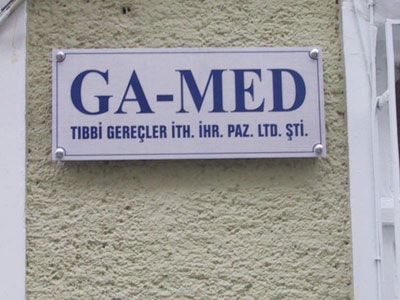 GA-MED
TIBBİ GEREÇLER İTH. İHR. PAZ. LTD. ŞTİ.